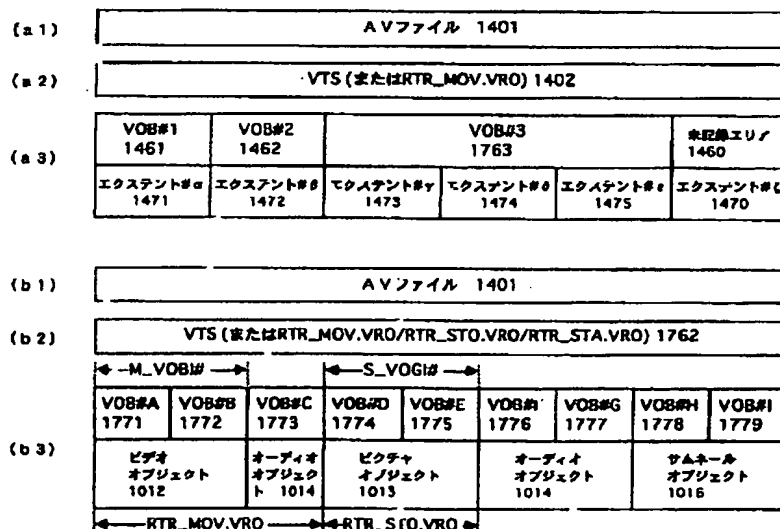 (a1)
AVファイル 1401
(a2)
VTS (またはRTR_MOV.VRO) 1402
(a3)
VOB#1 VOB#2 VOB#3 未記録エリア
1461 1462 1763 1460
エクステント#α エクステント#β エクステント#γ エクステント#δ エクステント#ε エクステント#ζ
1471 1472 1473 1474 1475 1470
(b1)
AVファイル 1401
(b2)
VTS (またはRTR_MOV.VRO/RTR_STO.VRO/RTR_STA.VRO) 1762
M_VOBI# S_VOGI#
(b3)
VOB#A VOB#B VOB#C VOB#D VOB#E VOB#G VOB#H VOB#I
1771 1772 1773 1774 1775 1776 1777 1778 1779
ビデオ オーディオ ピクチャ オーディオ サムネール
オブジェクト オブジェク オブジェクト オブジェクト オブジェクト
1012 ト 1014 1013 1014 1016
RTR_MOV.VRO RTR_STO.VRO